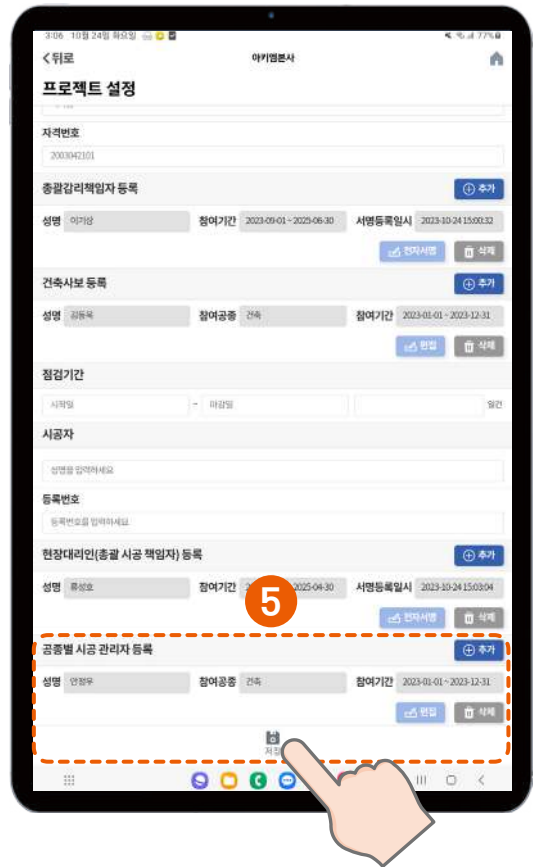 3:06 10월 24일 화요일 77%
<뒤로 아키엠본사
프로젝트 설정
자격번호
2003042101
총괄감리책임자 등록 추가
성명 이기상 참여기간 2023-09-01 ~ 2025-06-30 서명등록일시 2023-10-24 15:00:32
전자서명 삭제
건축사보 등록 추가
성명 김동욱 참여공종 건축 참여기간 2023-01-01 ~ 2023-12-31
편집 삭제
점검기간
시작일 ~ 마감일 일간
시공자
성명을 입력하세요
등록번호
등록번호를 입력하세요
현장대리인(총괄 시공 책임자) 등록 추가
성명 류성호 참여기간 2025-04-30 서명등록일시 2023-10-24 15:03:04
5
전자서명 삭제
공종별 시공 관리자 등록 추가
성명 안정우 참여공종 건축 참여기간 2023-01-01 ~ 2023-12-31
편집 삭제
저장